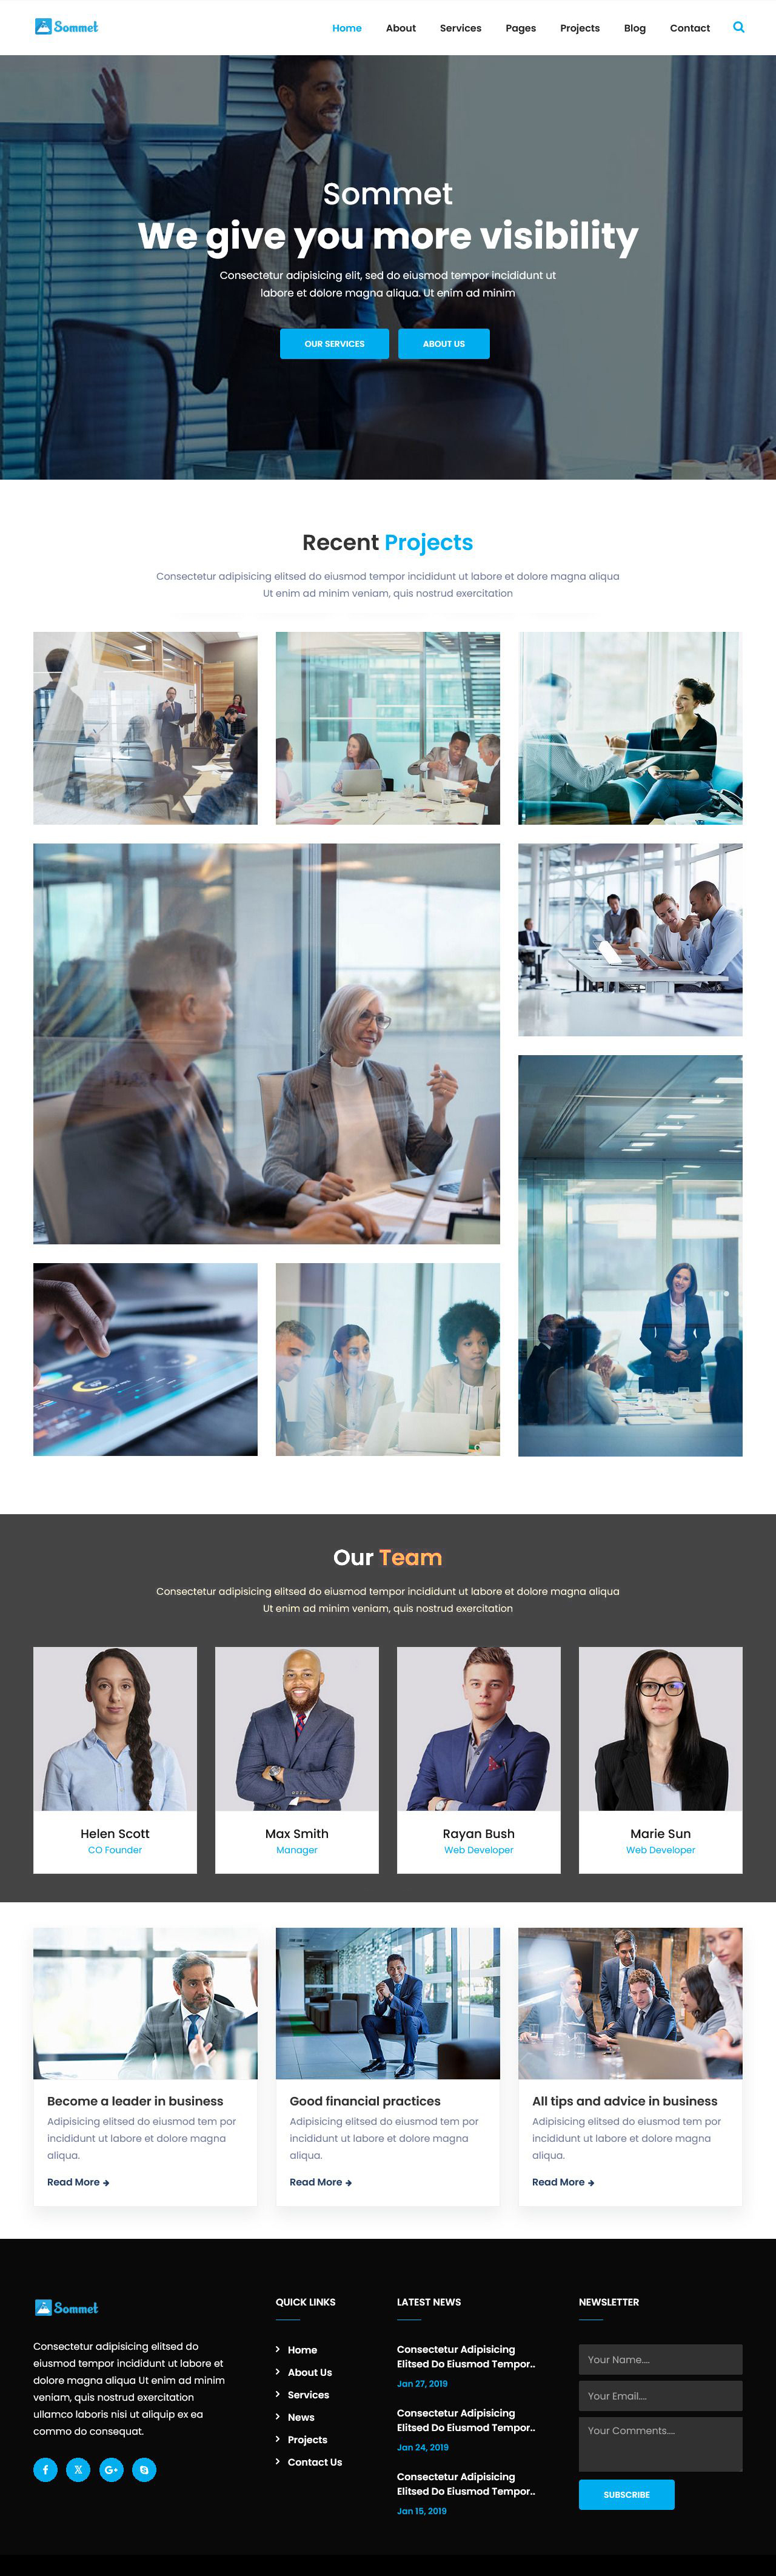 Sommet
Home About Services Pages Projects Blog Contact
Sommet
We give you more visibility
Consectetur adipisicing elit, sed do eiusmod tempor incididunt ut
labore et dolore magna aliqua. Ut enim ad minim
OUR SERVICES ABOUT US
Recent Projects
Consectetur adipisicing elitsed do eiusmod tempor incididunt ut labore et dolore magna aliqua
Ut enim ad minim veniam, quis nostrud exercitation
Our Team
Consectetur adipisicing elitsed do eiusmod tempor incididunt ut labore et dolore magna aliqua
Ut enim ad minim veniam, quis nostrud exercitation
Helen Scott
CO Founder
Max Smith
Manager
Rayan Bush
Web Developer
Marie Sun
Web Developer
Become a leader in business
Adipisicing elitsed do eiusmod tem por
incididunt ut labore et dolore magna
aliqua.
Read More
Good financial practices
Adipisicing elitsed do eiusmod tem por
incididunt ut labore et dolore magna
aliqua.
Read More
All tips and advice in business
Adipisicing elitsed do eiusmod tem por
incididunt ut labore et dolore magna
aliqua.
Read More
Sommet
Consectetur adipisicing elitsed do
eiusmod tempor incididunt ut labore et
dolore magna aliqua Ut enim ad minim
veniam, quis nostrud exercitation
ullamco laboris nisi ut aliquip ex ea
commo do consequat.
QUICK LINKS
Home
About Us
Services
News
Projects
Contact Us
LATEST NEWS
Consectetur Adipisicing
Elitsed Do Eiusmod Tempor..
Jan 27, 2019
Consectetur Adipisicing
Elitsed Do Eiusmod Tempor..
Jan 24, 2019
Consectetur Adipisicing
Elitsed Do Eiusmod Tempor..
Jan 15, 2019
NEWSLETTER
Your Name....
Your Email....
Your Comments....
SUBSCRIBE